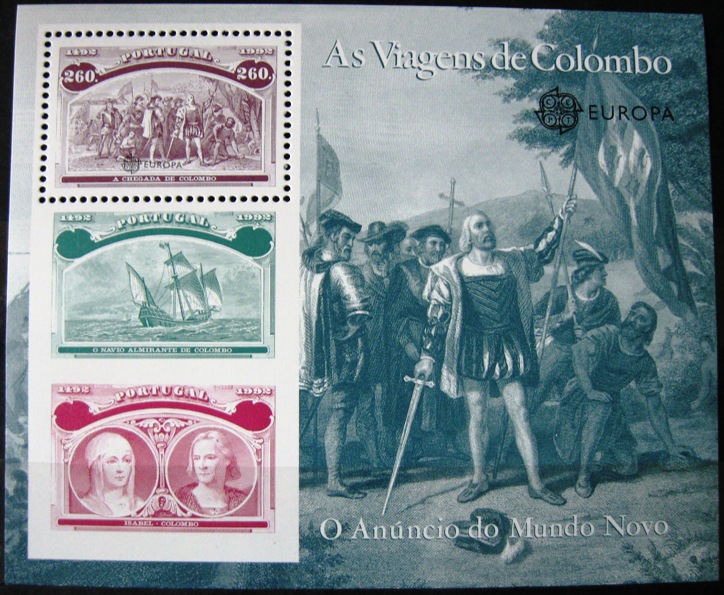 1492 PORTUGAL 1992
260. 260.
EUROPA
A CHEGADA DE COLOMBO
1492 PORTUGAL 1992
O NAVIO ALMIRANTE DE COLOMBO
1492 PORTUGAL 1992
ISABEL - COLOMBO
As Viagens de Colombo
CEPT EUROPA
O Anúncio do Mundo Novo